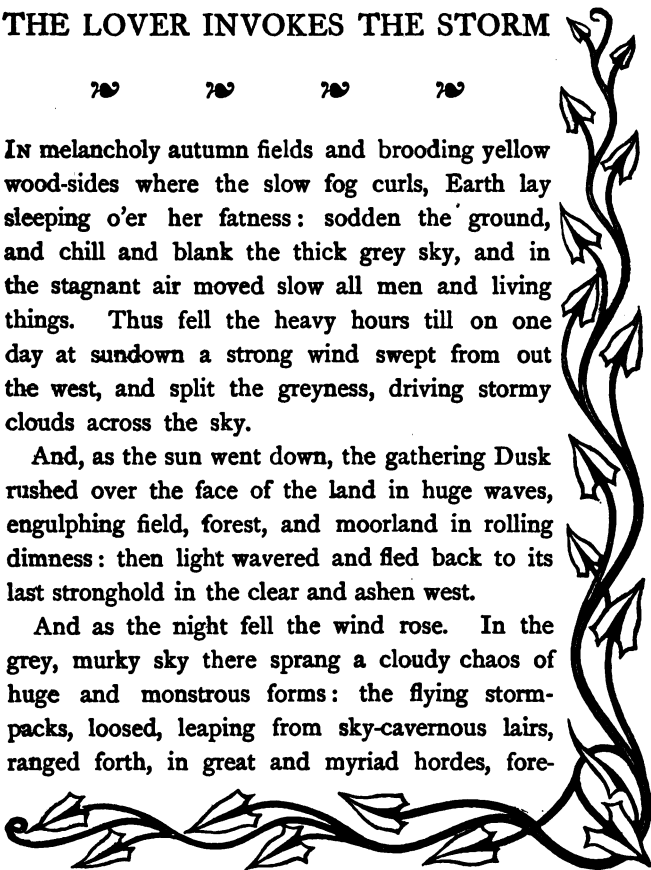 THE LOVER INVOKES THE STORM
IN melancholy autumn fields and brooding yellow
wood-sides where the slow fog curls, Earth lay
sleeping o'er her fatness: sodden the ground,
and chill and blank the thick grey sky, and in
the stagnant air moved slow all men and living
things. Thus fell the heavy hours till on one
day at sundown a strong wind swept from out
the west, and split the greyness, driving stormy
clouds across the sky.
And, as the sun went down, the gathering Dusk
rushed over the face of the land in huge waves,
engulphing field, forest, and moorland in rolling
dimness: then light wavered and fled back to its
last stronghold in the clear and ashen west.
And as the night fell the wind rose. In the
grey, murky sky there sprang a cloudy chaos of
huge and monstrous forms: the flying storm-
packs, loosed, leaping from sky-cavernous lairs,
ranged forth, in great and myriad hordes, fore-